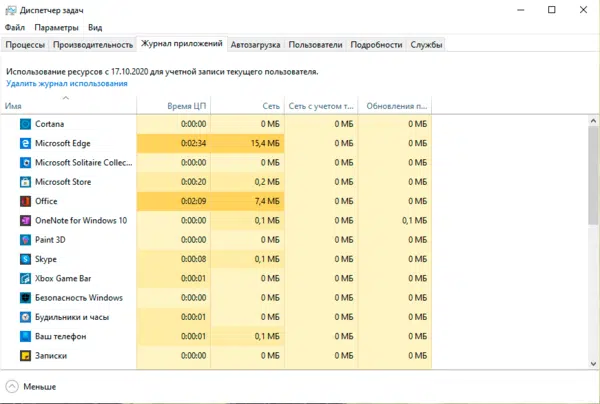 Диспетчер задач
Файл Параметры Вид
Процессы Производительность Журнал приложений Автозагрузка Пользователи Подробности Службы
Использование ресурсов с 17.10.2020 для учетной записи текущего пользователя.
Удалить журнал использования
Имя Время ЦП Сеть Сеть с учетом т... Обновления п...
Cortana 0:00:00 0 МБ 0 МБ 0 МБ
Microsoft Edge 0:02:34 15,4 МБ 0 МБ 0 МБ
Microsoft Solitaire Collec... 0:00:00 0 МБ 0 МБ 0 МБ
Microsoft Store 0:00:20 0,2 МБ 0 МБ 0 МБ
Office 0:02:09 7,4 МБ 0 МБ 0 МБ
OneNote for Windows 10 0:00:00 0,1 МБ 0 МБ 0,1 МБ
Paint 3D 0:00:00 0 МБ 0 МБ 0 МБ
Skype 0:00:08 0,1 МБ 0 МБ 0 МБ
Xbox Game Bar 0:00:01 0 МБ 0 МБ 0 МБ
Безопасность Windows 0:00:00 0 МБ 0 МБ 0 МБ
Будильники и часы 0:00:01 0 МБ 0 МБ 0 МБ
Ваш телефон 0:00:01 0,1 МБ 0 МБ 0 МБ
Записки 0:00:00 0 МБ 0 МБ 0 МБ
Меньше